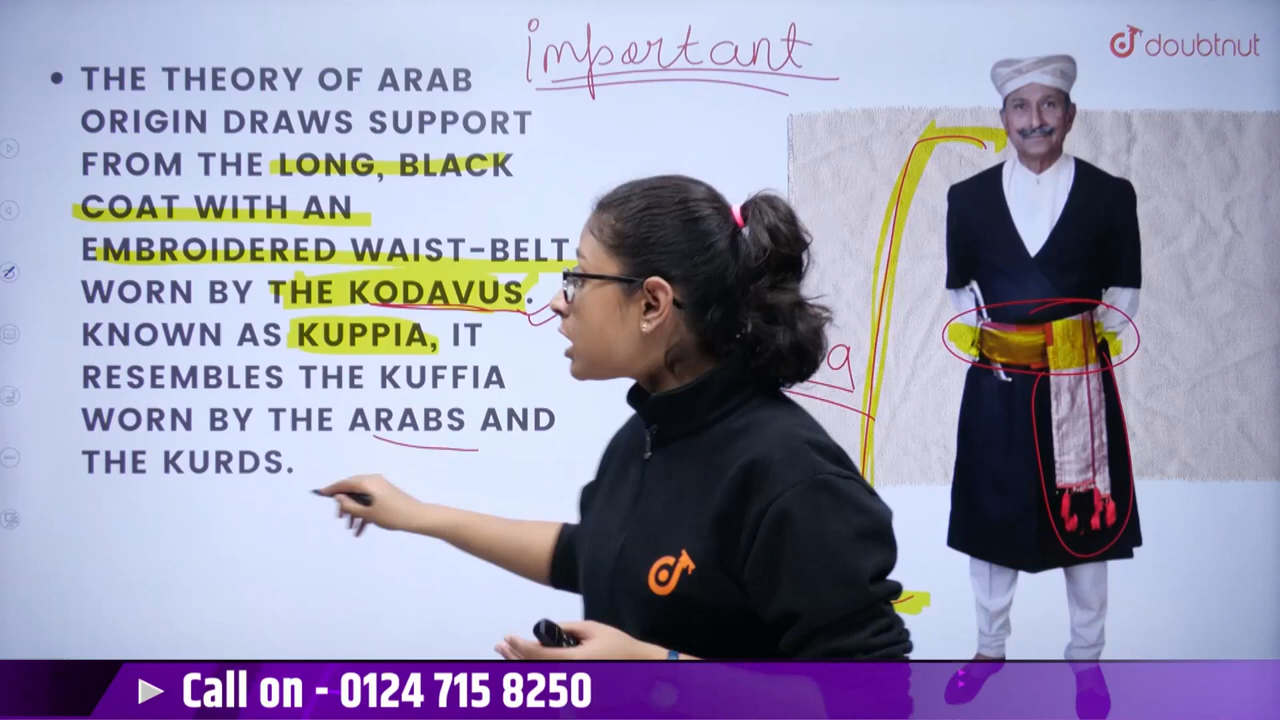 important
doubtnut
• THE THEORY OF ARAB
ORIGIN DRAWS SUPPORT
FROM THE LONG, BLACK
COAT WITH AN
EMBROIDERED WAIST-BELT
WORN BY THE KODAVUS.
KNOWN AS KUPPIA, IT
RESEMBLES THE KUFFIA
WORN BY THE ARABS AND
THE KURDS.
Call on - 0124 715 8250